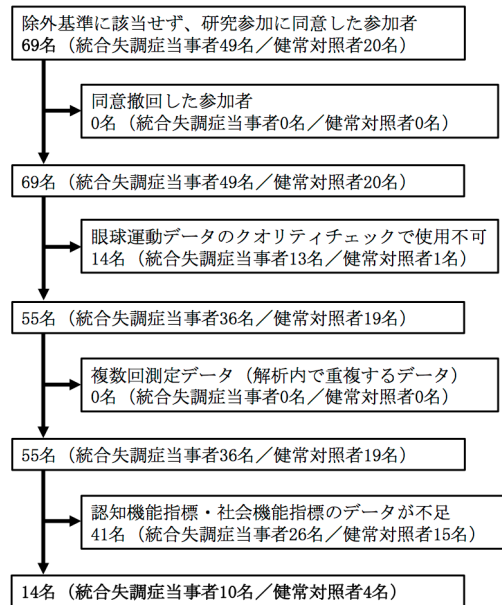 除外基準に該当せず、研究参加に同意した参加者
69名（統合失調症当事者49名／健常対照者20名）
同意撤回した参加者
0名（統合失調症当事者0名／健常対照者0名）
69名（統合失調症当事者49名／健常対照者20名）
眼球運動データのクオリティチェックで使用不可
14名（統合失調症当事者13名／健常対照者1名）
55名（統合失調症当事者36名／健常対照者19名）
複数回測定データ（解析内で重複するデータ）
0名（統合失調症当事者0名／健常対照者0名）
55名（統合失調症当事者36名／健常対照者19名）
認知機能指標・社会機能指標のデータが不足
41名（統合失調症当事者26名／健常対照者15名）
14名（統合失調症当事者10名／健常対照者4名）